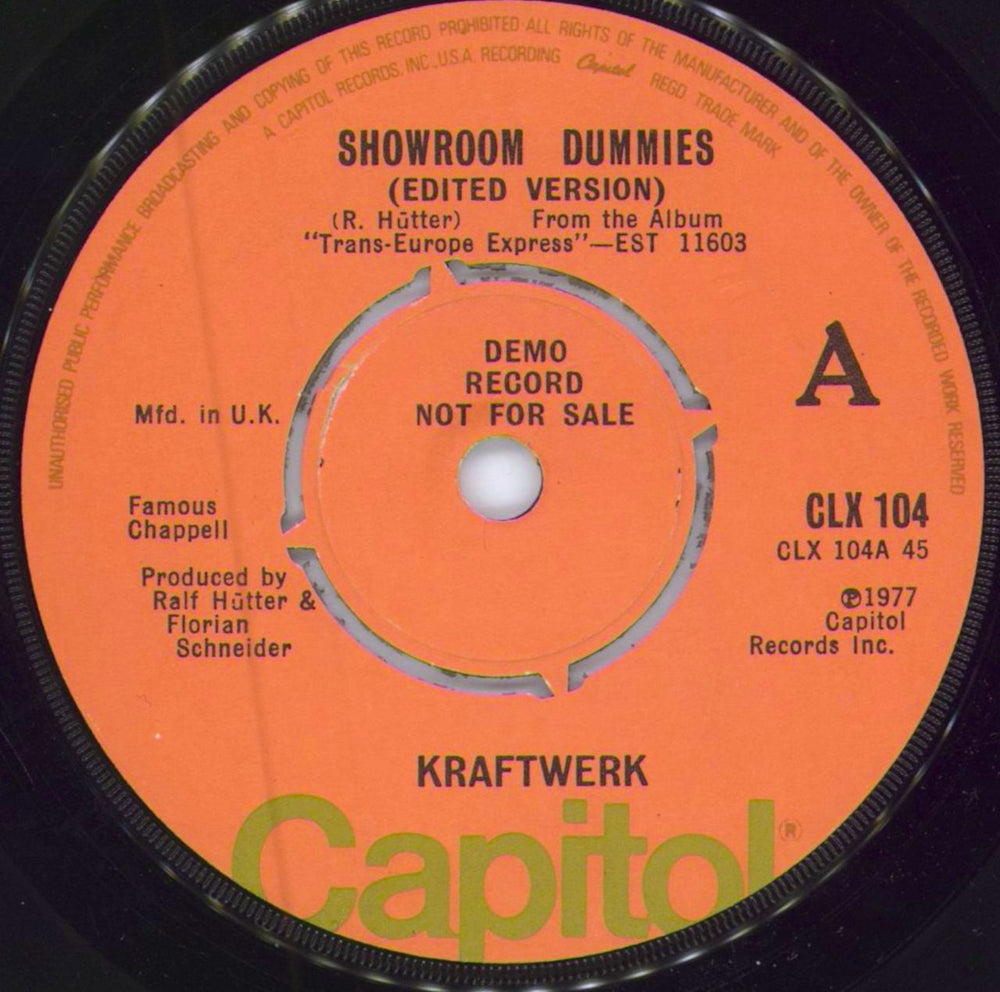 UNAUTHORISED PUBLIC PERFORMANCE BROADCASTING AND COPYING OF THIS RECORD PROHIBITED·ALL RIGHTS OF THE MANUFACTURER AND OF THE OWNER OF THE RECORDED WORK RESERVED
A CAPITOL RECORDS, INC., U.S.A. RECORDING Capitol REGD TRADE MARK
SHOWROOM DUMMIES
(EDITED VERSION)
(R. Hūtter) From the Album
“Trans-Europe Express”—EST 11603
DEMO
RECORD
NOT FOR SALE
A
Mfd. in U.K.
Famous
Chappell
Produced by
Ralf Hūtter &
Florian
Schneider
CLX 104
CLX 104A 45
℗1977
Capitol
Records Inc.
KRAFTWERK
Capitol®